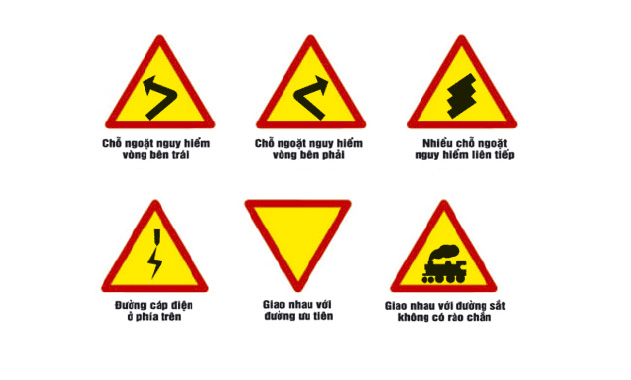 Chỗ ngoặt nguy hiểm
vòng bên trái
Chỗ ngoặt nguy hiểm
vòng bên phải
Nhiều chỗ ngoặt
nguy hiểm liên tiếp
Đường cáp điện
ở phía trên
Giao nhau với
đường ưu tiên
Giao nhau với đường sắt
không có rào chắn